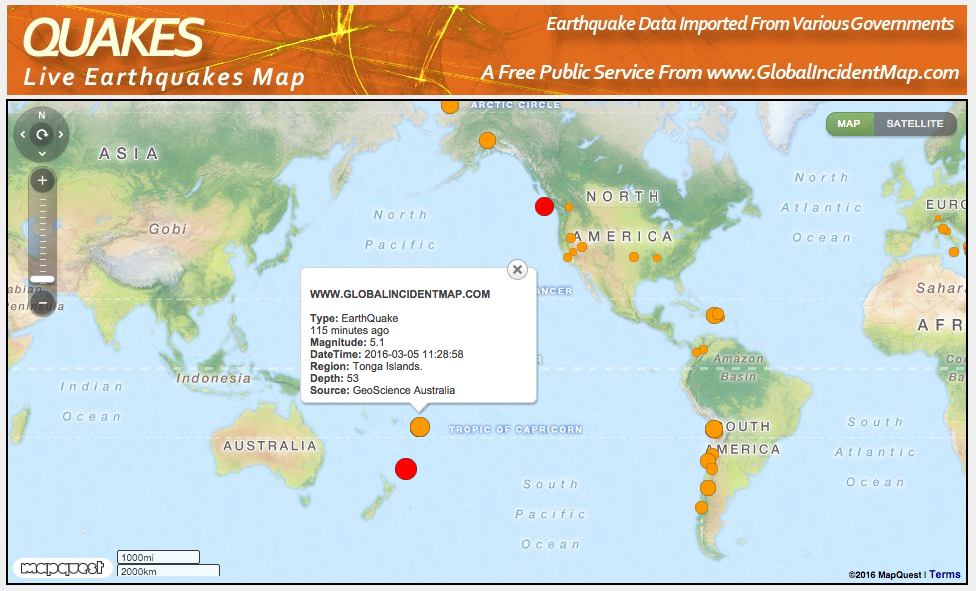 QUAKES
Live Earthquakes Map
Earthquake Data Imported From Various Governments
A Free Public Service From www.GlobalIncidentMap.com
N
ARCTIC CIRCLE
MAP
SATELLITE
ASIA
Gobi
North
Pacific
NORTH
AMERICA
North
Atlantic
Ocean
EURO
Sahar
AFR
Co
Ba
abian
eninsula
ANCER
R
WWW.GLOBALINCIDENTMAP.COM
Type: EarthQuake
115 minutes ago
Magnitude: 5.1
DateTime: 2016-03-05 11:28:58
Region: Tonga Islands.
Depth: 53
Source: GeoScience Australia
Indian
Ocean
Indonesia
Amazon
Basin
AUSTRALIA
TROPIC OF CAPRICORN
SOUTH
AMERICA
South
Atlantic
Ocean
South
Pacific
Ocean
mapquest
1000mi
2000km
©2016 MapQuest | Terms